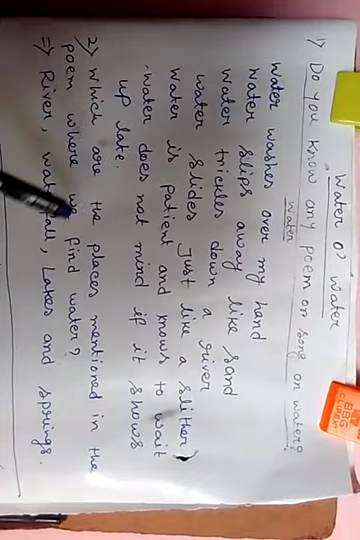 Water O' Water
1) Do you know any poem or song on water?
Water
Water washes over my hand
Water slips away like sand
Water trickles down a river
Water slides just like a slither
Water is patient and knows to wait
Water does not mind if it shows
up late.
2) Which are the places mentioned in the
poem where we find water?
=> River, waterfall, Lakes and springs.